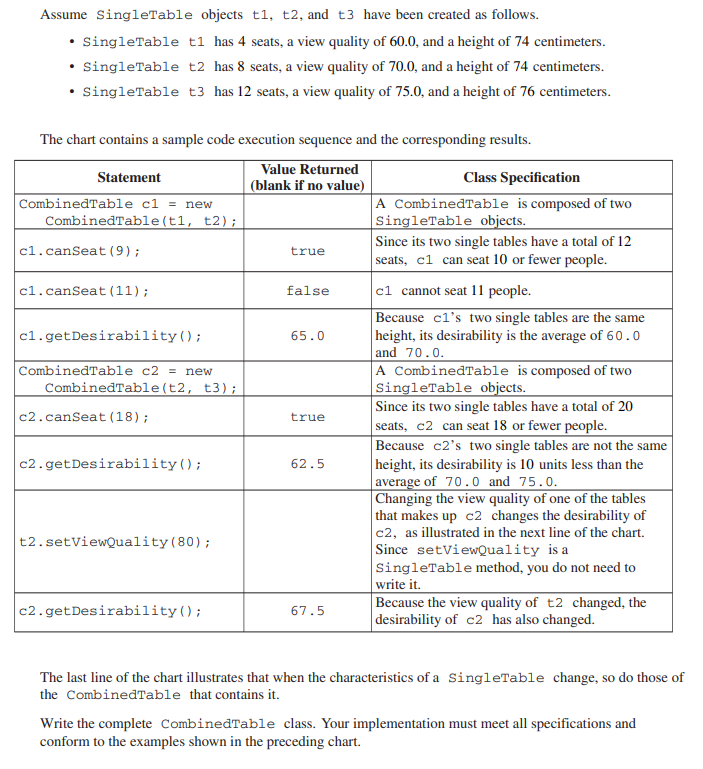 Assume SingleTable objects t1, t2, and t3 have been created as follows.
• SingleTable t1 has 4 seats, a view quality of 60.0, and a height of 74 centimeters.
• SingleTable t2 has 8 seats, a view quality of 70.0, and a height of 74 centimeters.
• SingleTable t3 has 12 seats, a view quality of 75.0, and a height of 76 centimeters.
The chart contains a sample code execution sequence and the corresponding results.
Statement
Value Returned
(blank if no value)
Class Specification
CombinedTable c1 = new
CombinedTable(t1, t2);
A CombinedTable is composed of two
SingleTable objects.
c1.canSeat(9);
true
Since its two single tables have a total of 12
seats, c1 can seat 10 or fewer people.
c1.canSeat(11);
false
c1 cannot seat 11 people.
c1.getDesirability();
65.0
Because c1's two single tables are the same
height, its desirability is the average of 60.0
and 70.0.
CombinedTable c2 = new
CombinedTable(t2, t3);
A CombinedTable is composed of two
SingleTable objects.
c2.canSeat(18);
true
Since its two single tables have a total of 20
seats, c2 can seat 18 or fewer people.
c2.getDesirability();
62.5
Because c2's two single tables are not the same
height, its desirability is 10 units less than the
average of 70.0 and 75.0.
t2.setViewQuality(80);
Changing the view quality of one of the tables
that makes up c2 changes the desirability of
c2, as illustrated in the next line of the chart.
Since setViewQuality is a
SingleTable method, you do not need to
write it.
c2.getDesirability();
67.5
Because the view quality of t2 changed, the
desirability of c2 has also changed.
The last line of the chart illustrates that when the characteristics of a SingleTable change, so do those of
the CombinedTable that contains it.
Write the complete CombinedTable class. Your implementation must meet all specifications and
conform to the examples shown in the preceding chart.